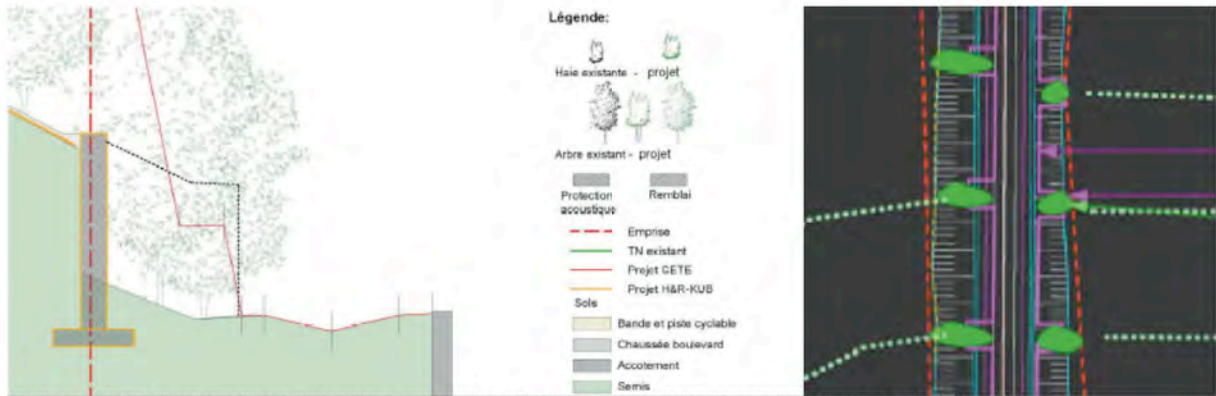 Légende:
Haie existante - projet
Arbre existant - projet
Protection acoustique
Remblai
Emprise
TN existant
Projet CETE
Projet H&R-KUB
Sols
Bande et piste cyclable
Chaussée boulevard
Accotement
Semis